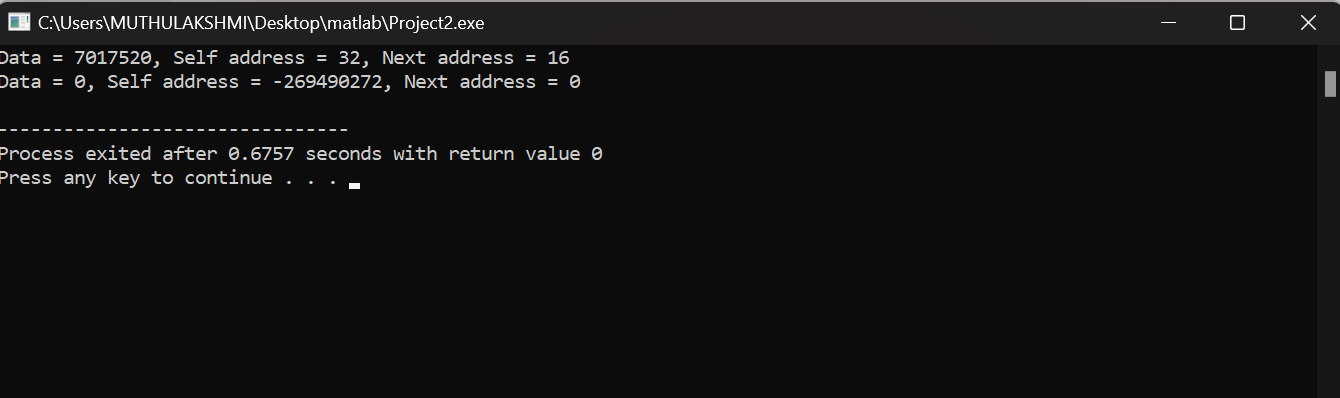 C:\Users\MUTHULAKSHMI\Desktop\matlab\Project2.exe
Data = 7017520, Self address = 32, Next address = 16
Data = 0, Self address = -269490272, Next address = 0
--------------------------------
Process exited after 0.6757 seconds with return value 0
Press any key to continue . . .